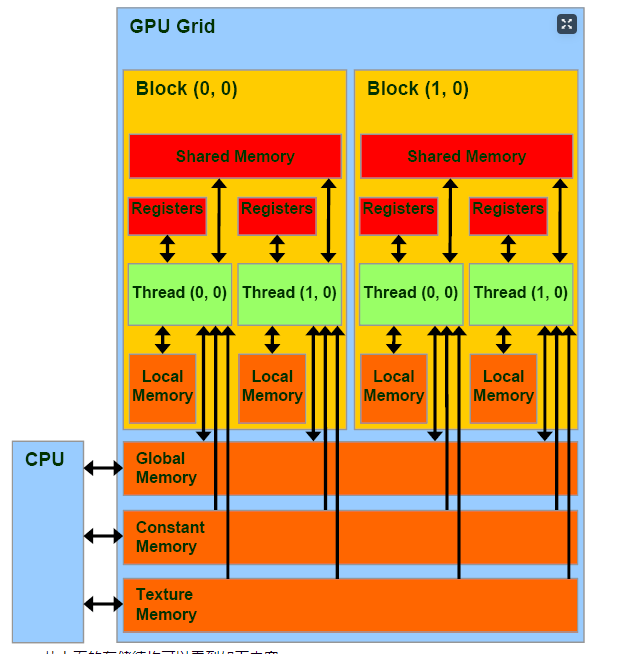 GPU Grid
Block (0, 0)
Block (1, 0)
Shared Memory
Shared Memory
Registers
Registers
Registers
Registers
Thread (0, 0)
Thread (1, 0)
Thread (0, 0)
Thread (1, 0)
Local
Memory
Local
Memory
Local
Memory
Local
Memory
CPU
Global
Memory
Constant
Memory
Texture
Memory